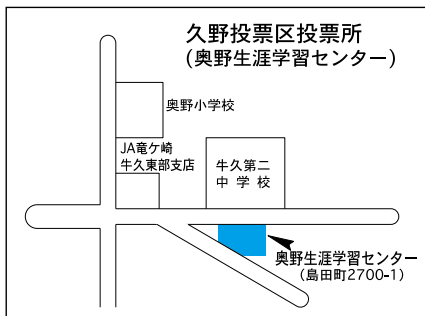 久野投票区投票所
(奥野生涯学習センター)
奥野小学校
JA竜ケ崎
牛久東部支店
牛久第二
中学校
奥野生涯学習センター
(島田町2700-1)